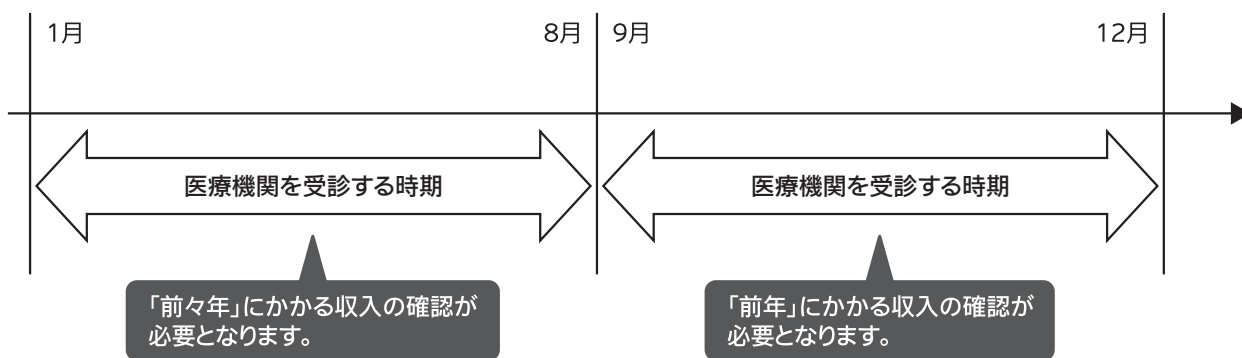 1月
8月
9月
12月
医療機関を受診する時期
医療機関を受診する時期
「前々年」にかかる収入の確認が
必要となります。
「前年」にかかる収入の確認が
必要となります。